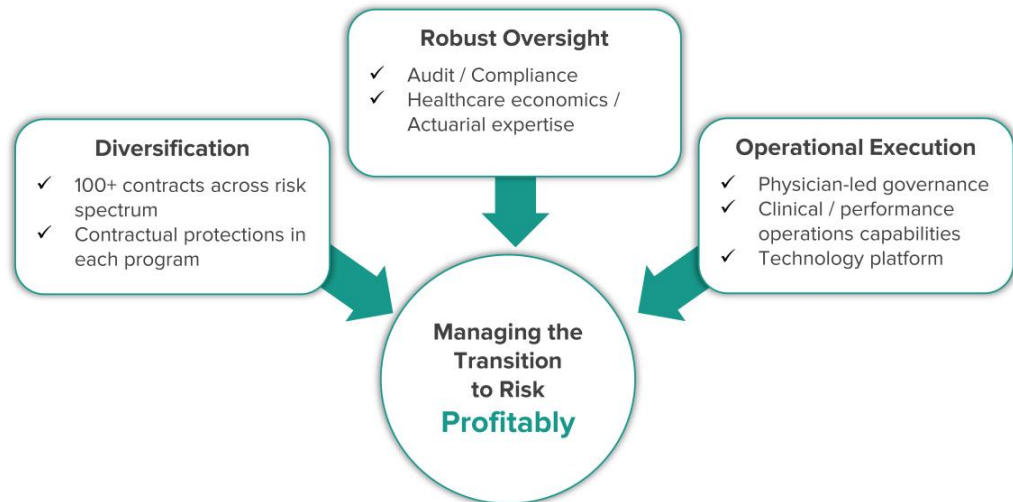 Robust Oversight
✓ Audit / Compliance
✓ Healthcare economics /
Actuarial expertise
Diversification
✓ 100+ contracts across risk
spectrum
✓ Contractual protections in
each program
Operational Execution
✓ Physician-led governance
✓ Clinical / performance
operations capabilities
✓ Technology platform
Managing the
Transition
to Risk
Profitably